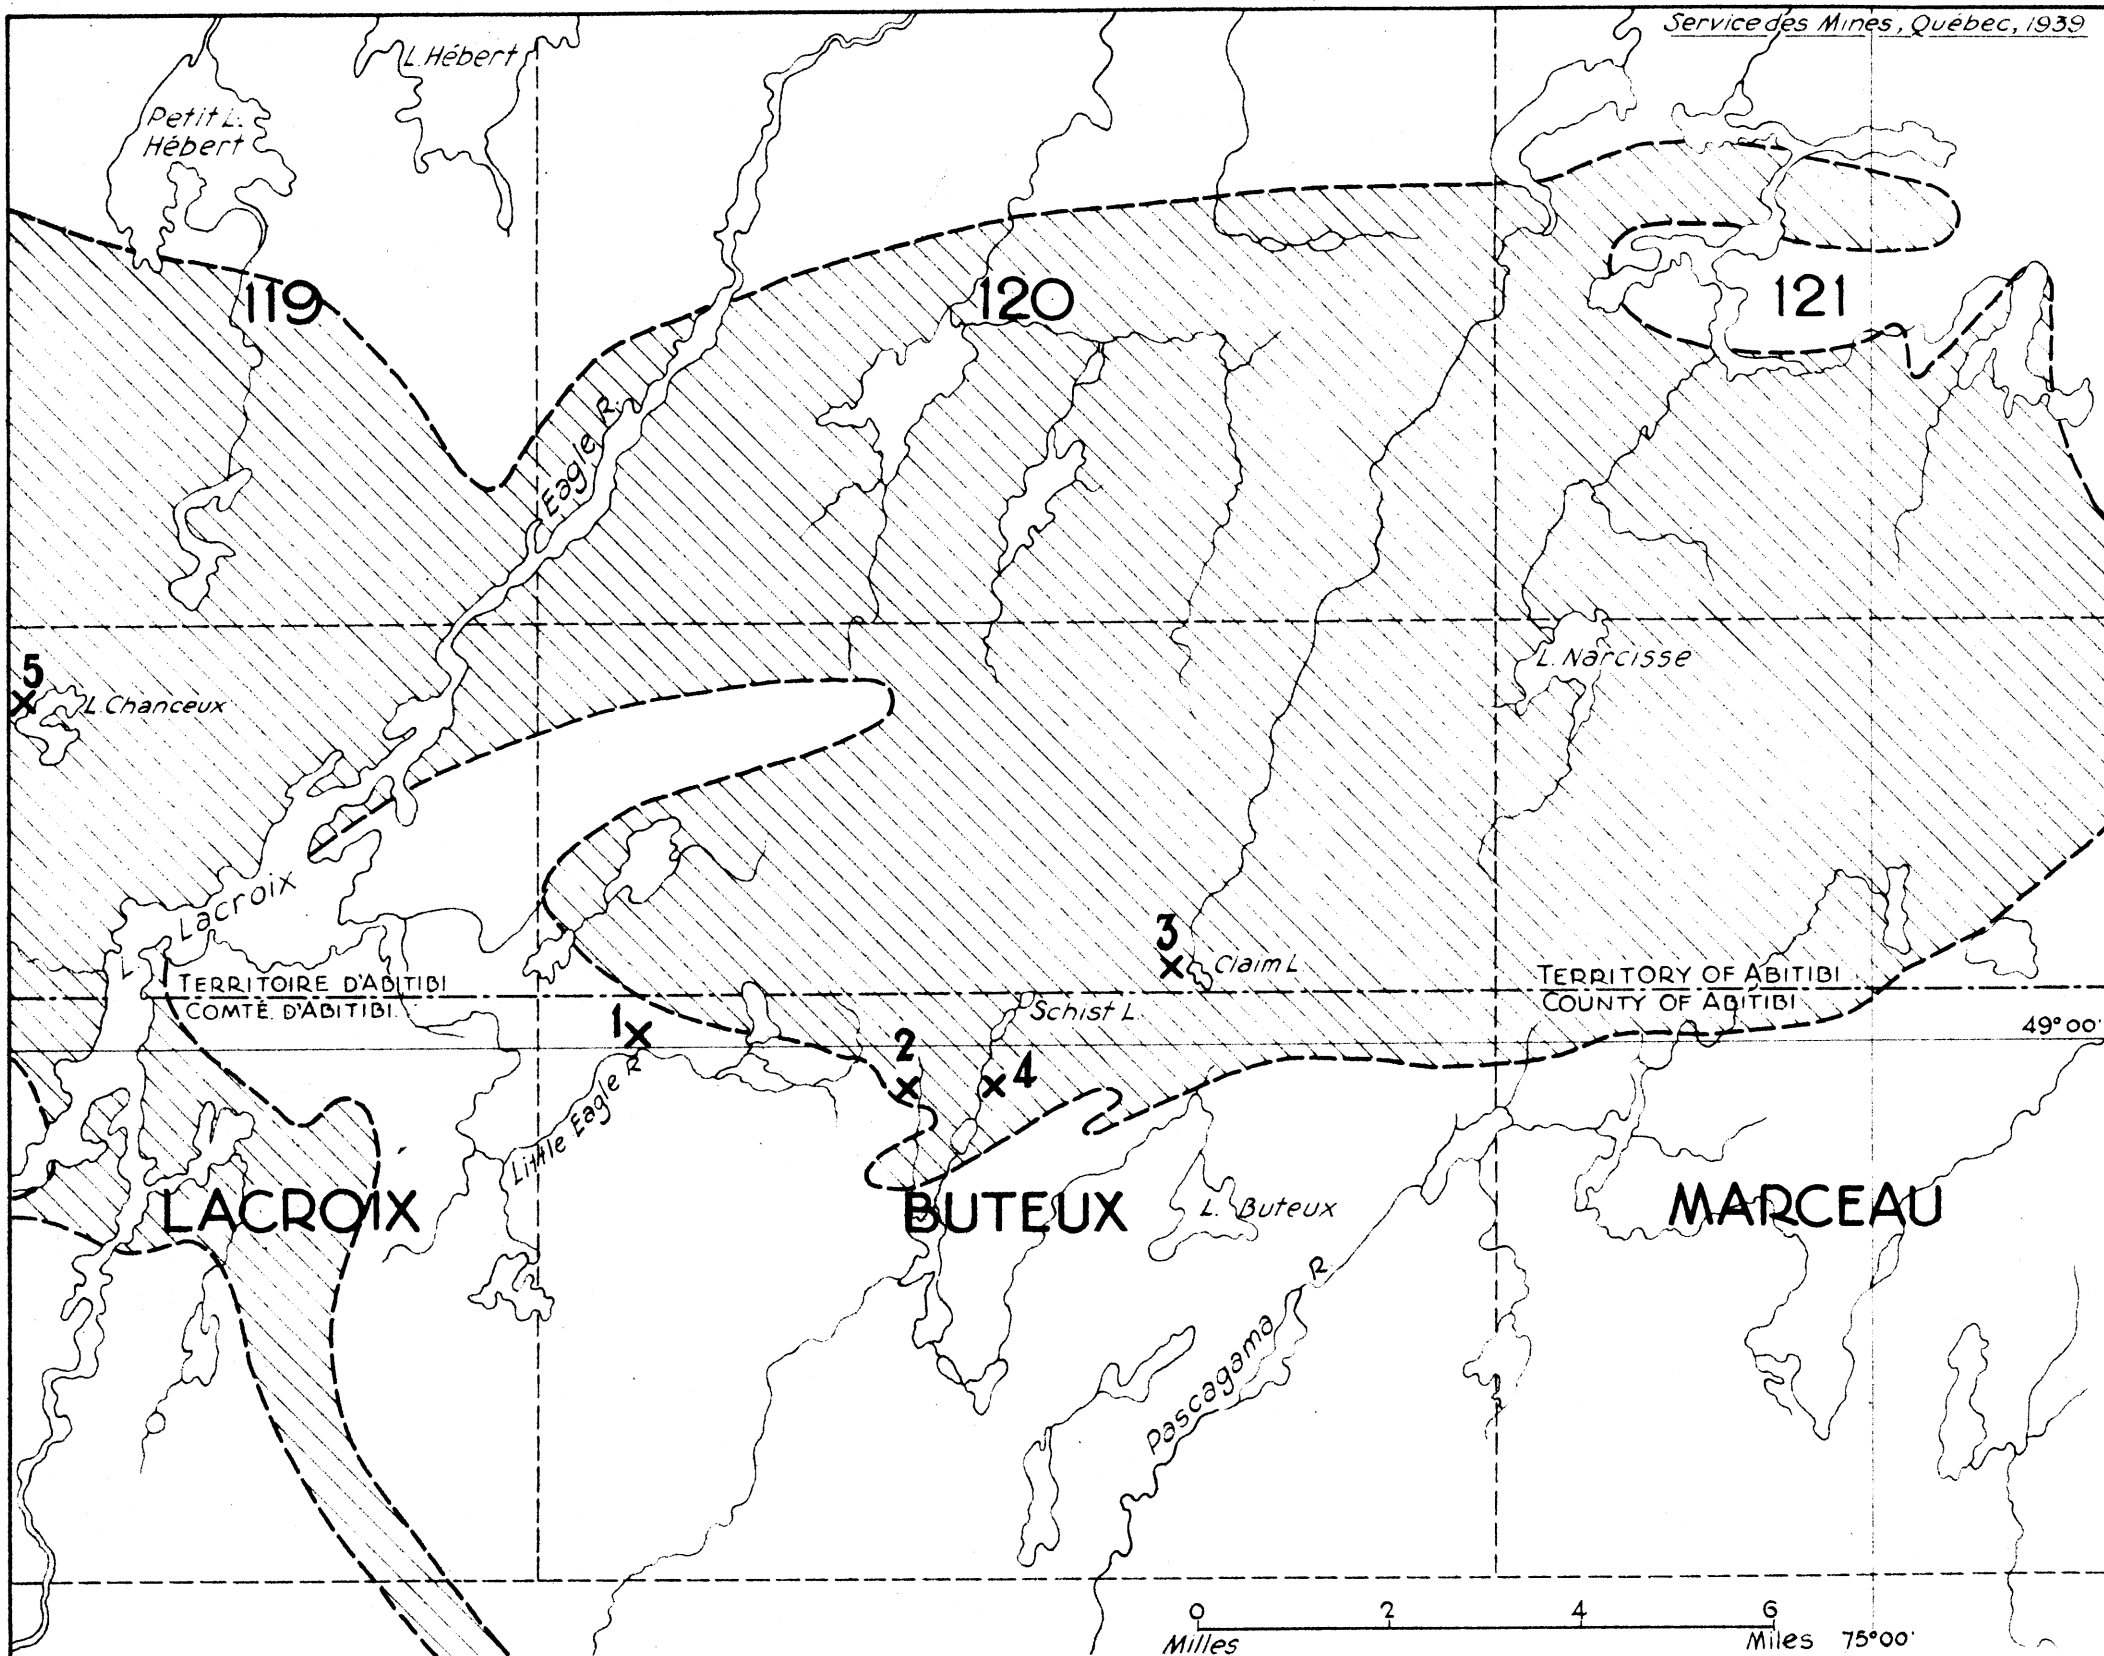 Service des Mines, Québec, 1939
L. Hébert
Petit L.
Hébert
119
120
121
Eagle R.
L. Narcisse
5
L. Chanceux
L. Lacroix
3
Claim L.
TERRITOIRE D'ABITIBI
COMTÉ D'ABITIBI
TERRITORY OF ABITIBI
COUNTY OF ABITIBI
Schist L.
1
49°00'
2
4
Little Eagle R.
LACROIX
BUTEUX
L. Buteux
MARCEAU
Pascagama R.
0 2 4 6
Milles Miles
75°00'